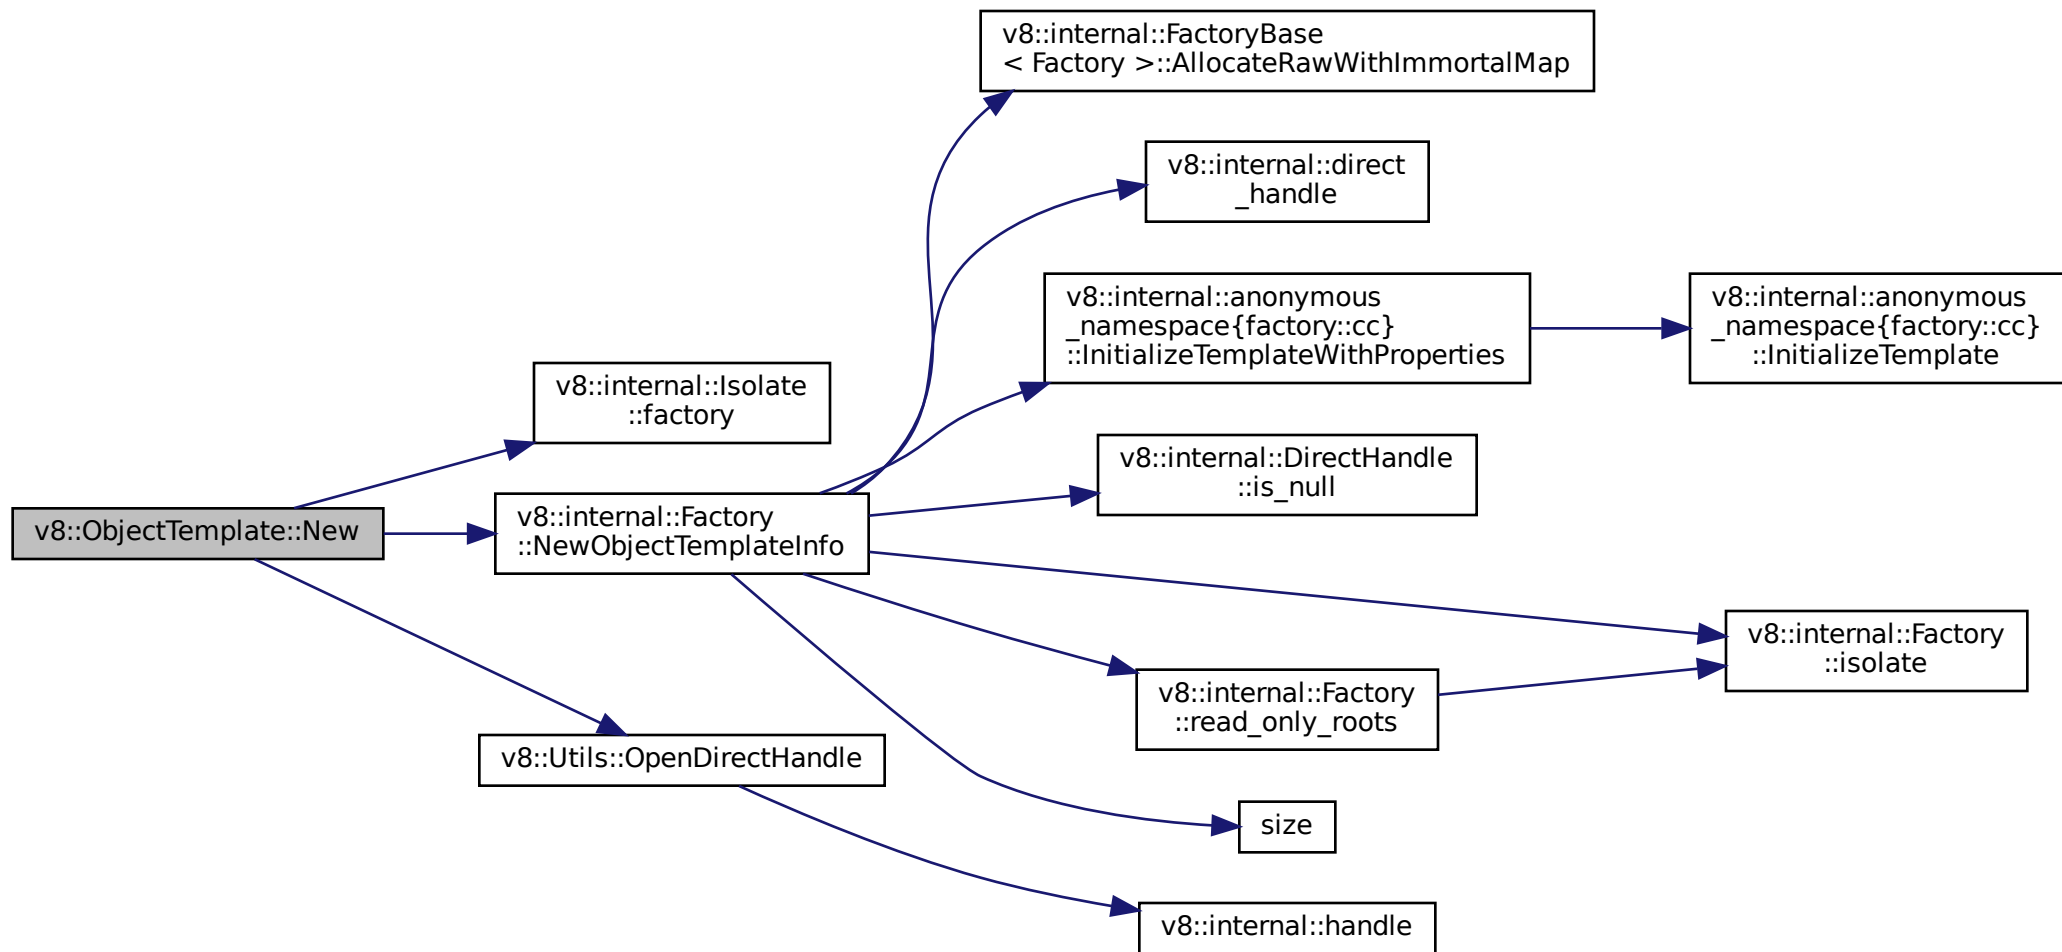 v8::internal::FactoryBase
< Factory >::AllocateRawWithImmortalMap
v8::internal::direct
_handle
v8::internal::anonymous
_namespace{factory::cc}
::InitializeTemplateWithProperties
v8::internal::anonymous
_namespace{factory::cc}
::InitializeTemplate
v8::internal::Isolate
::factory
v8::internal::DirectHandle
::is_null
v8::ObjectTemplate::New
v8::internal::Factory
::NewObjectTemplateInfo
v8::internal::Factory
::isolate
v8::internal::Factory
::read_only_roots
v8::Utils::OpenDirectHandle
size
v8::internal::handle